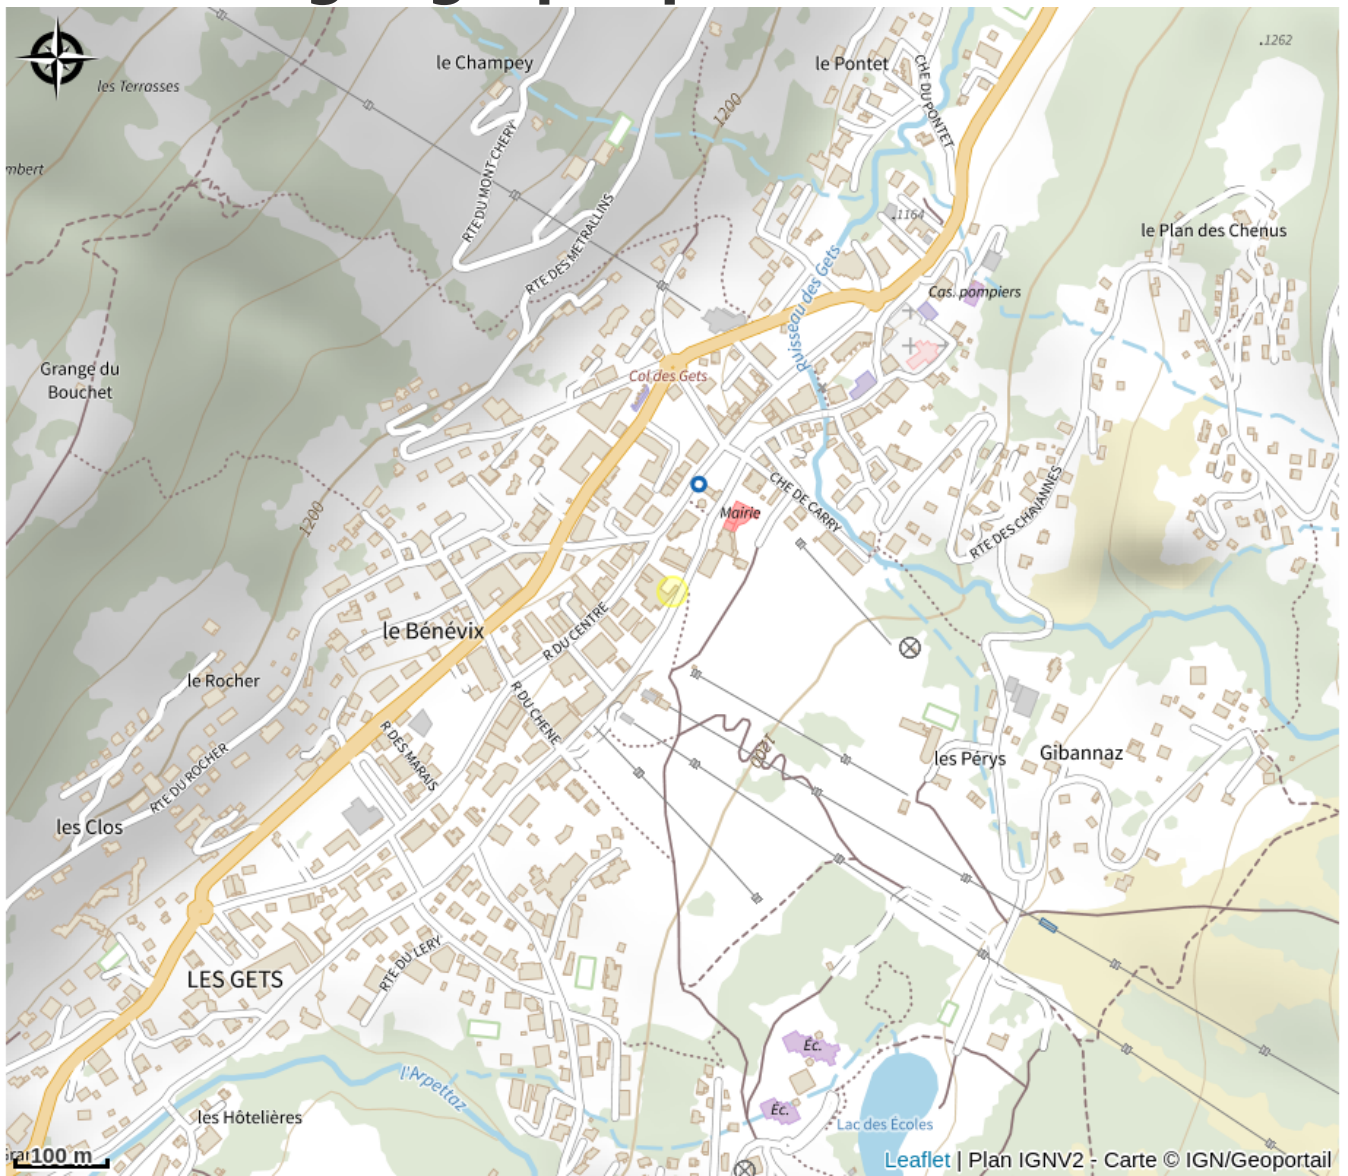 le Champey
le Pontet
.1262
les Terrasses
CHE DU PONTET
1200
RTE DU MONT CHERY
RTE DES METRALLINS
.1164
le Plan des Chenus
Ruisseau des Gets
Cas. pompiers
Grange du
Bouchet
Col des Gets
1200
CHE DE CARRY
Mairie
RTE DES CHAVANNES
le Bénévix
R DU CENTRE
le Rocher
R DU CHENE
R DES MARAIS
1200
les Pérys
Gibannaz
RTE DU ROCHER
les Clos
RTE DU LERY
LES GETS
Éc.
l'Arpettaz
Éc.
les Hôtelières
Lac des Écoles
100 m
Leaflet | Plan IGNV2 - Carte © IGN/Geoportail